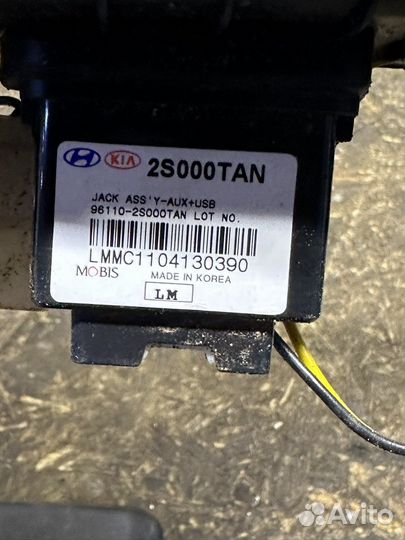 KIA 2S000TAN
JACK ASS'Y-AUX+USB
96110-2S000TAN LOT NO.
LMMC1104130390
MOBIS MADE IN KOREA
LM
Avito